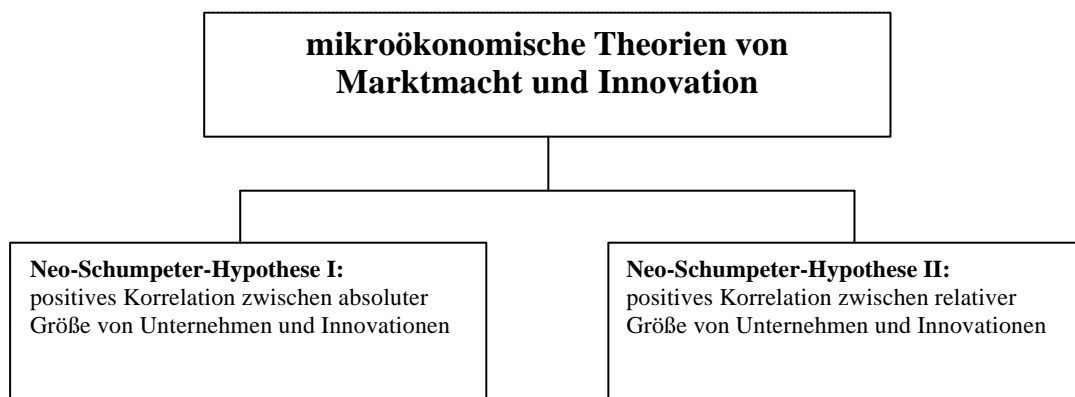 mikroökonomische Theorien von
Marktmacht und Innovation
Neo-Schumpeter-Hypothese I:
positives Korrelation zwischen absoluter
Größe von Unternehmen und Innovationen
Neo-Schumpeter-Hypothese II:
positives Korrelation zwischen relativer
Größe von Unternehmen und Innovationen